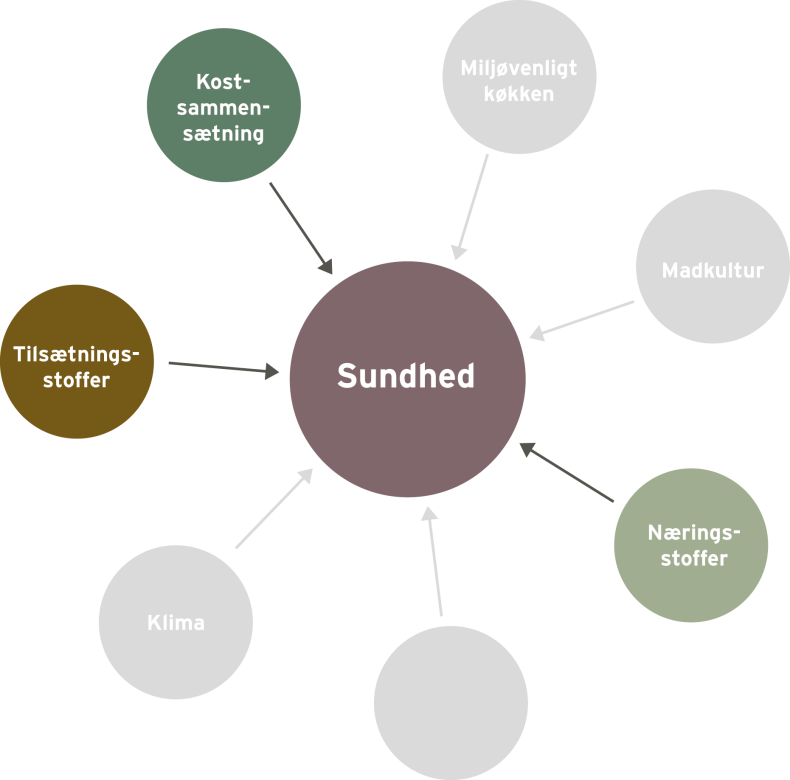 Kost-
sammen-
sætning
Miljøvenligt
køkken
Madkultur
Tilsætnings-
stoffer
Sundhed
Nærings-
stoffer
Klima